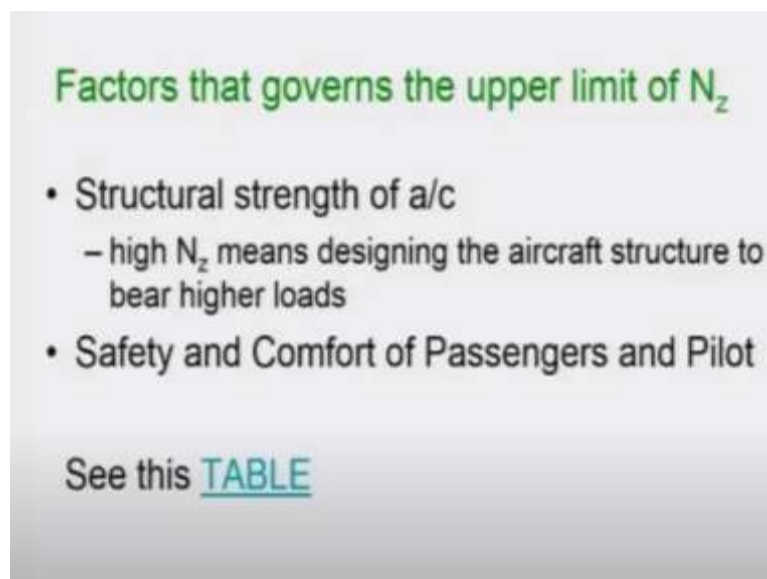 Factors that governs the upper limit of Nz
• Structural strength of a/c
– high Nz means designing the aircraft structure to
bear higher loads
• Safety and Comfort of Passengers and Pilot
See this TABLE